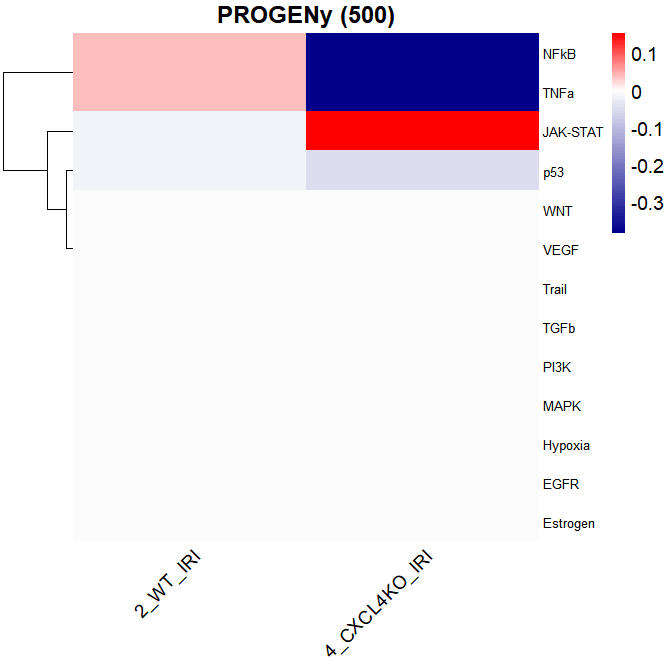 PROGENy (500)
NFkB
TNFa
JAK-STAT
p53
WNT
VEGF
Trail
TGFb
PI3K
MAPK
Hypoxia
EGFR
Estrogen
0.1
0
-0.1
-0.2
-0.3
2_WT_IRI
4_CXCL4KO_IRI